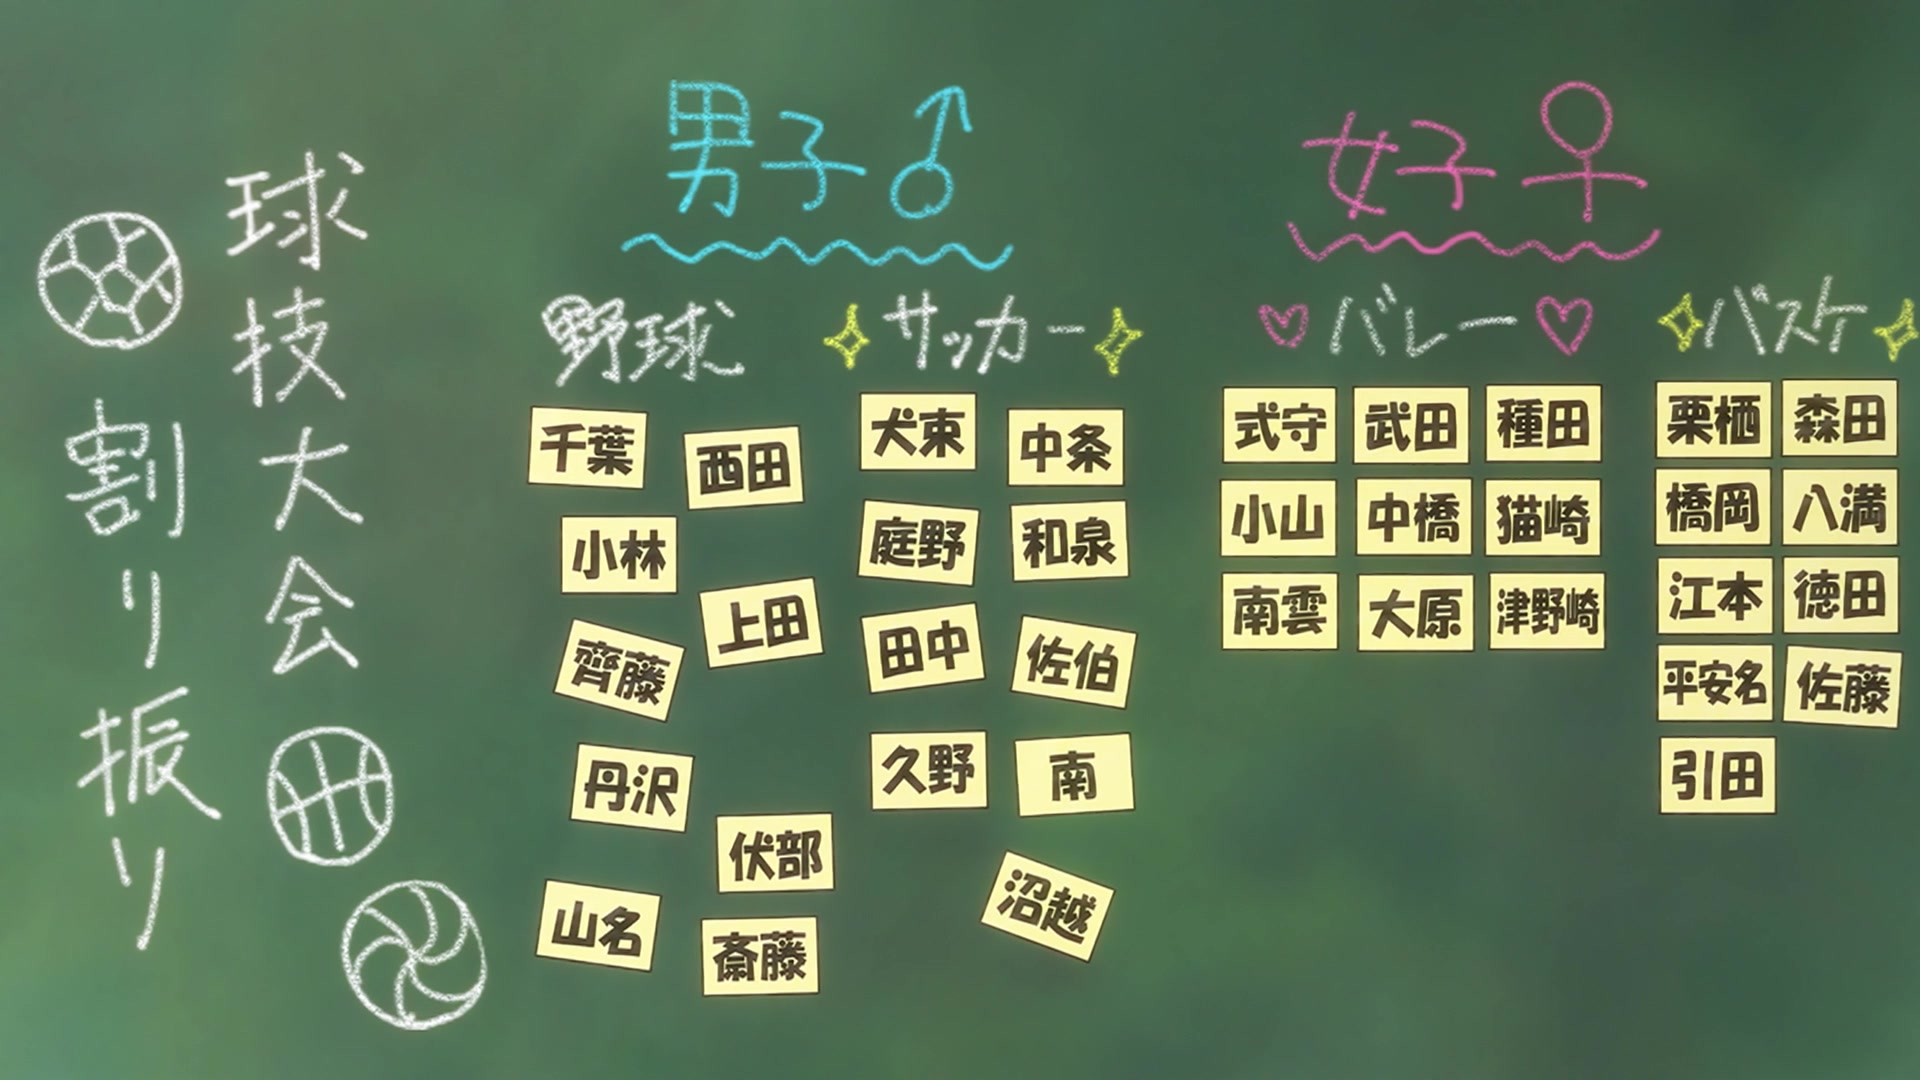 球技大会
割り振り
男子♂
野球
千葉 西田
小林
上田
齊藤
丹沢
伏部
山名
斎藤
サッカー
犬束 中条
庭野 和泉
田中 佐伯
久野 南
沼越
女子♀
♡バレー♡
式守 武田 種田
小山 中橋 猫崎
南雲 大原 津野崎
バスケ
栗栖 森田
橋岡 八満
江本 徳田
平安名 佐藤
引田